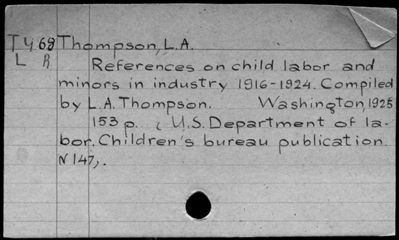 T Y 68 Thompson, L.A.
L R References on child labor and
minors in industry 1916-1924. Compiled
by L.A. Thompson. Washington, 1925
153 p. ( U.S. Department of la-
bor. Children's bureau publication.
N 147,.